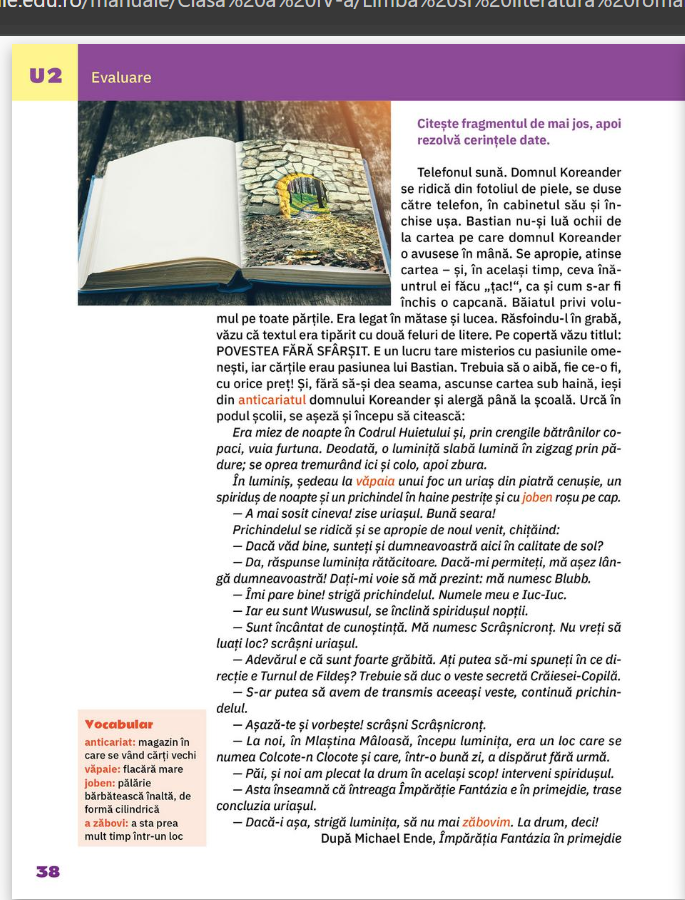 ie.edu.ro/manuale/Clasa%20a%20IV-a/Limba%20si%20literatura%20roma
U2 Evaluare
Citește fragmentul de mai jos, apoi
rezolvă cerințele date.
Telefonul sună. Domnul Koreander
se ridică din fotoliul de piele, se duse
către telefon, în cabinetul său și în-
chise ușa. Bastian nu-și luă ochii de
la cartea pe care domnul Koreander
o avusese în mână. Se apropie, atinse
cartea – și, în același timp, ceva înă-
untrul ei făcu „țac!“, ca și cum s-ar fi
închis o capcană. Băiatul privi volu-
mul pe toate părțile. Era legat în mătase și lucea. Răsfoindu-l în grabă,
văzu că textul era tipărit cu două feluri de litere. Pe copertă văzu titlul:
POVESTEA FĂRĂ SFÂRȘIT. E un lucru tare misterios cu pasiunile ome-
nești, iar cărțile erau pasiunea lui Bastian. Trebuia să o aibă, fie ce-o fi,
cu orice preț! Și, fără să-și dea seama, ascunse cartea sub haină, ieși
din anticariatul domnului Koreander și alergă până la școală. Urcă în
podul școlii, se așeză și începu să citească:
Era miez de noapte în Codrul Huietului și, prin crengile bătrânilor co-
paci, vuia furtuna. Deodată, o luminiță slabă lumină în zigzag prin pă-
dure; se oprea tremurând ici și colo, apoi zbura.
În luminiș, ședeau la văpaia unui foc un uriaș din piatră cenușie, un
spiriduș de noapte și un prichindel în haine pestrițe și cu joben roșu pe cap.
— A mai sosit cineva! zise uriașul. Bună seara!
Prichindelul se ridică și se apropie de noul venit, chițăind:
— Dacă văd bine, sunteți și dumneavoastră aici în calitate de sol?
— Da, răspunse luminița rătăcitoare. Dacă-mi permiteți, mă așez lân-
gă dumneavoastră! Dați-mi voie să mă prezint: mă numesc Blubb.
— Îmi pare bine! strigă prichindelul. Numele meu e Iuc-Iuc.
— Iar eu sunt Wuswusul, se înclină spiridușul nopții.
— Sunt încântat de cunoștință. Mă numesc Scrâșnicronț. Nu vreți să
luați loc? scrâșni uriașul.
— Adevărul e că sunt foarte grăbită. Ați putea să-mi spuneți în ce di-
recție e Turnul de Fildeș? Trebuie să duc o veste secretă Crăiesei-Copilă.
— S-ar putea să avem de transmis aceeași veste, continuă prichin-
delul.
— Așază-te și vorbește! scrâșni Scrâșnicronț.
— La noi, în Mlaștina Mâloasă, începu luminița, era un loc care se
numea Colcote-n Clocote și care, într-o bună zi, a dispărut fără urmă.
— Păi, și noi am plecat la drum în același scop! interveni spiridușul.
— Asta înseamnă că întreaga Împărăție Fantázia e în primejdie, trase
concluzia uriașul.
— Dacă-i așa, strigă luminița, să nu mai zăbovim. La drum, deci!
După Michael Ende, Împărăția Fantázia în primejdie
Vocabular
anticariat: magazin în
care se vând cărți vechi
văpaie: flacără mare
joben: pălărie
bărbătească înaltă, de
formă cilindrică
a zăbovi: a sta prea
mult timp într-un loc
38